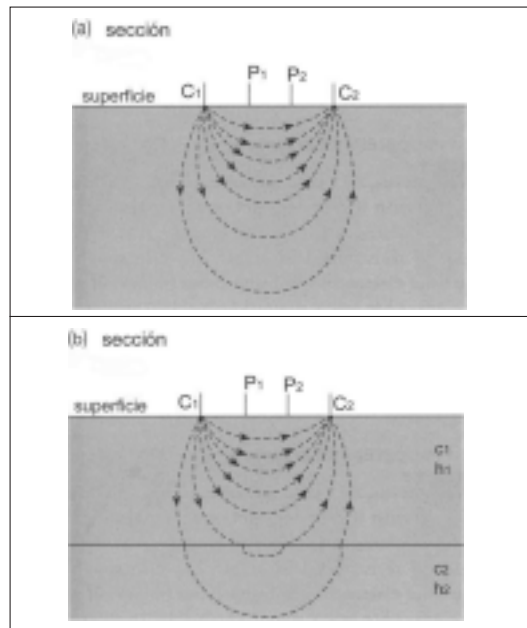 (a) sección
P1 P2
superficie C1 C2
(b) sección
P1 P2
superficie C1 C2
c1
h1
c2
h2